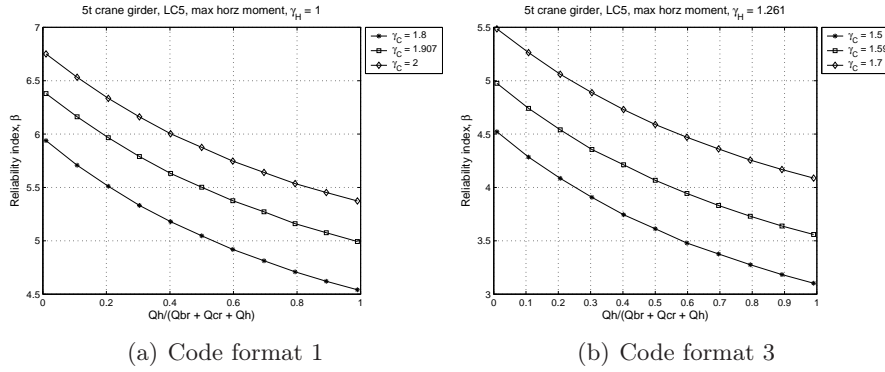 5t crane girder, LC5, max horz moment, γH = 1
7
6.5
6
5.5
5
4.5
Reliability index, β
0 0.2 0.4 0.6 0.8 1
Qh/(Qbr + Qcr + Qh)
γC = 1.8
γC = 1.907
γC = 2
(a) Code format 1
5t crane girder, LC5, max horz moment, γH = 1.261
5.5
5
4.5
4
3.5
3
Reliability index, β
0 0.1 0.2 0.3 0.4 0.5 0.6 0.7 0.8 0.9 1
Qh/(Qbr + Qcr + Qh)
γC = 1.5
γC = 1.59
γC = 1.7
(b) Code format 3